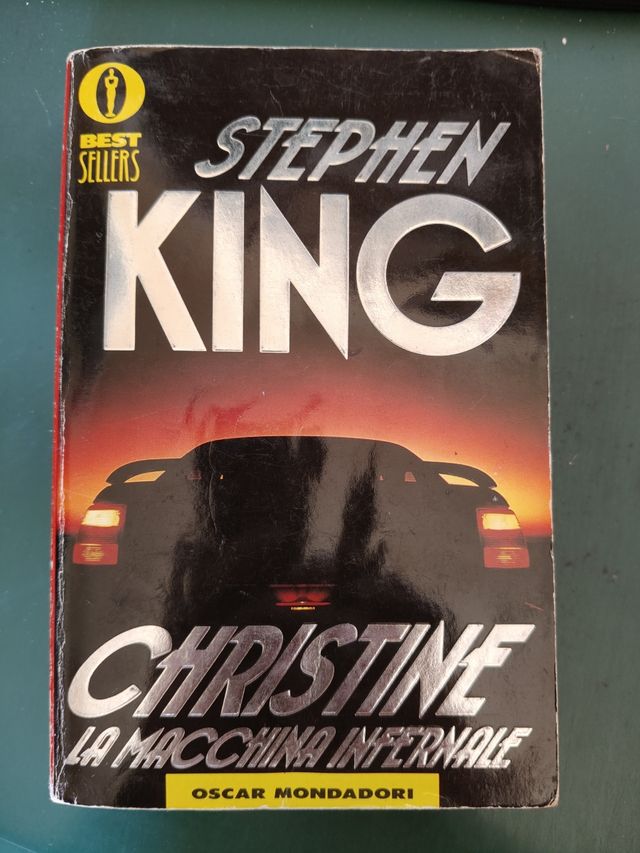 BEST
SELLERS
STEPHEN
KING
CHRISTINE
LA MACCHINA INFERNALE
OSCAR MONDADORI